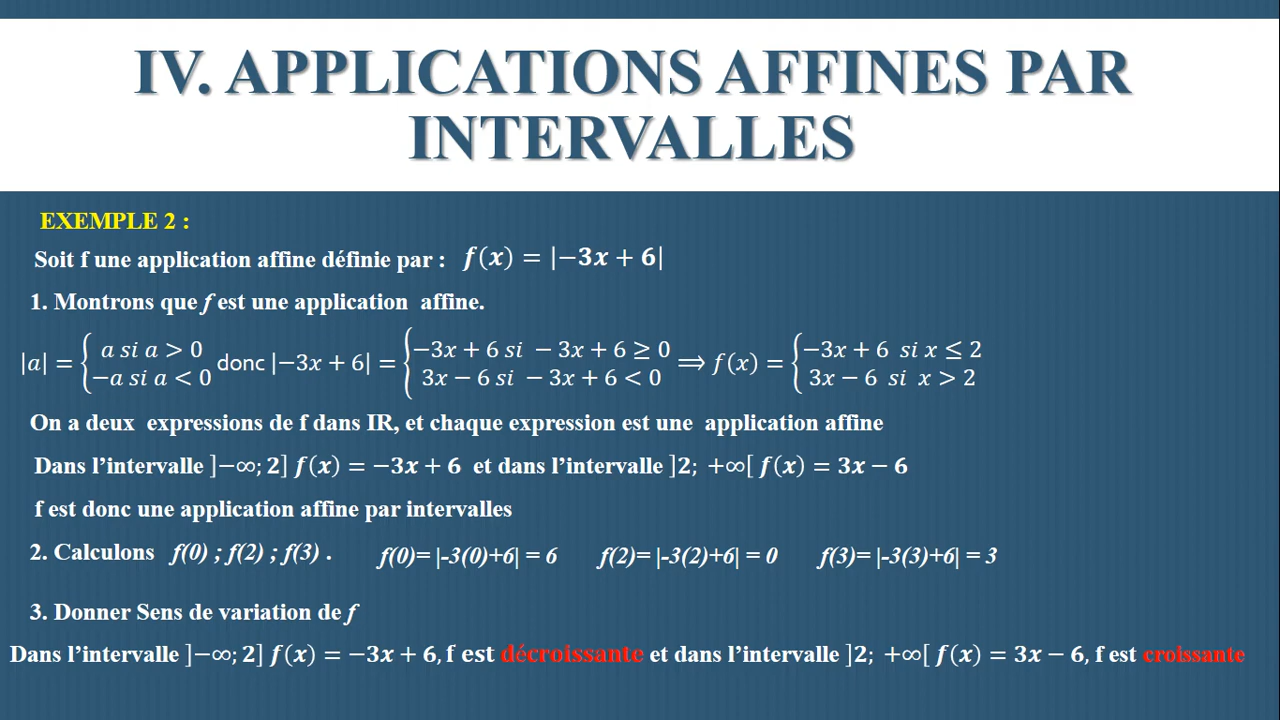 IV. APPLICATIONS AFFINES PAR
INTERVALLES
EXEMPLE 2 :
Soit f une application affine définie par : f(x) = |−3x + 6|
1. Montrons que f est une application affine.
|a| = { a si a > 0 ; −a si a < 0 donc |−3x + 6| = { −3x + 6 si − 3x + 6 ≥ 0 ; 3x − 6 si − 3x + 6 < 0 ⟹ f(x) = { −3x + 6 si x ≤ 2 ; 3x − 6 si x > 2
On a deux expressions de f dans IR, et chaque expression est une application affine
Dans l’intervalle ]−∞; 2] f(x) = −3x + 6 et dans l’intervalle ]2; +∞[ f(x) = 3x − 6
f est donc une application affine par intervalles
2. Calculons f(0) ; f(2) ; f(3) . f(0)= |-3(0)+6| = 6 f(2)= |-3(2)+6| = 0 f(3)= |-3(3)+6| = 3
3. Donner Sens de variation de f
Dans l’intervalle ]−∞; 2] f(x) = −3x + 6, f est décroissante et dans l’intervalle ]2; +∞[ f(x) = 3x − 6, f est croissante